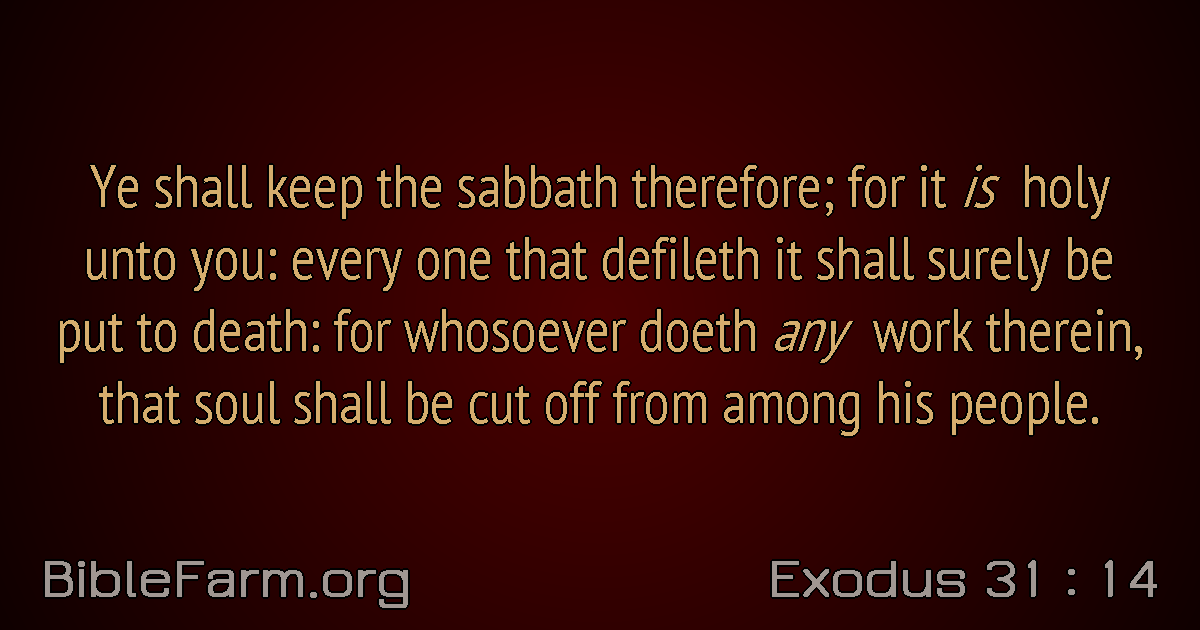 Ye shall keep the sabbath therefore; for it is holy
unto you: every one that defileth it shall surely be
put to death: for whosoever doeth any work therein,
that soul shall be cut off from among his people.
BibleFarm.org
Exodus 31 : 14